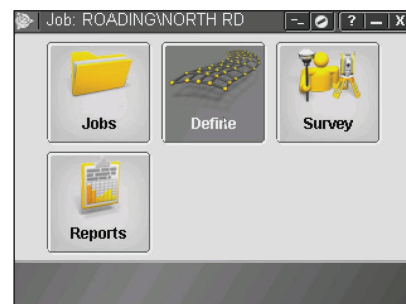 Job: ROADING\NORTH RD ? X
Jobs
Define
Survey
Reports